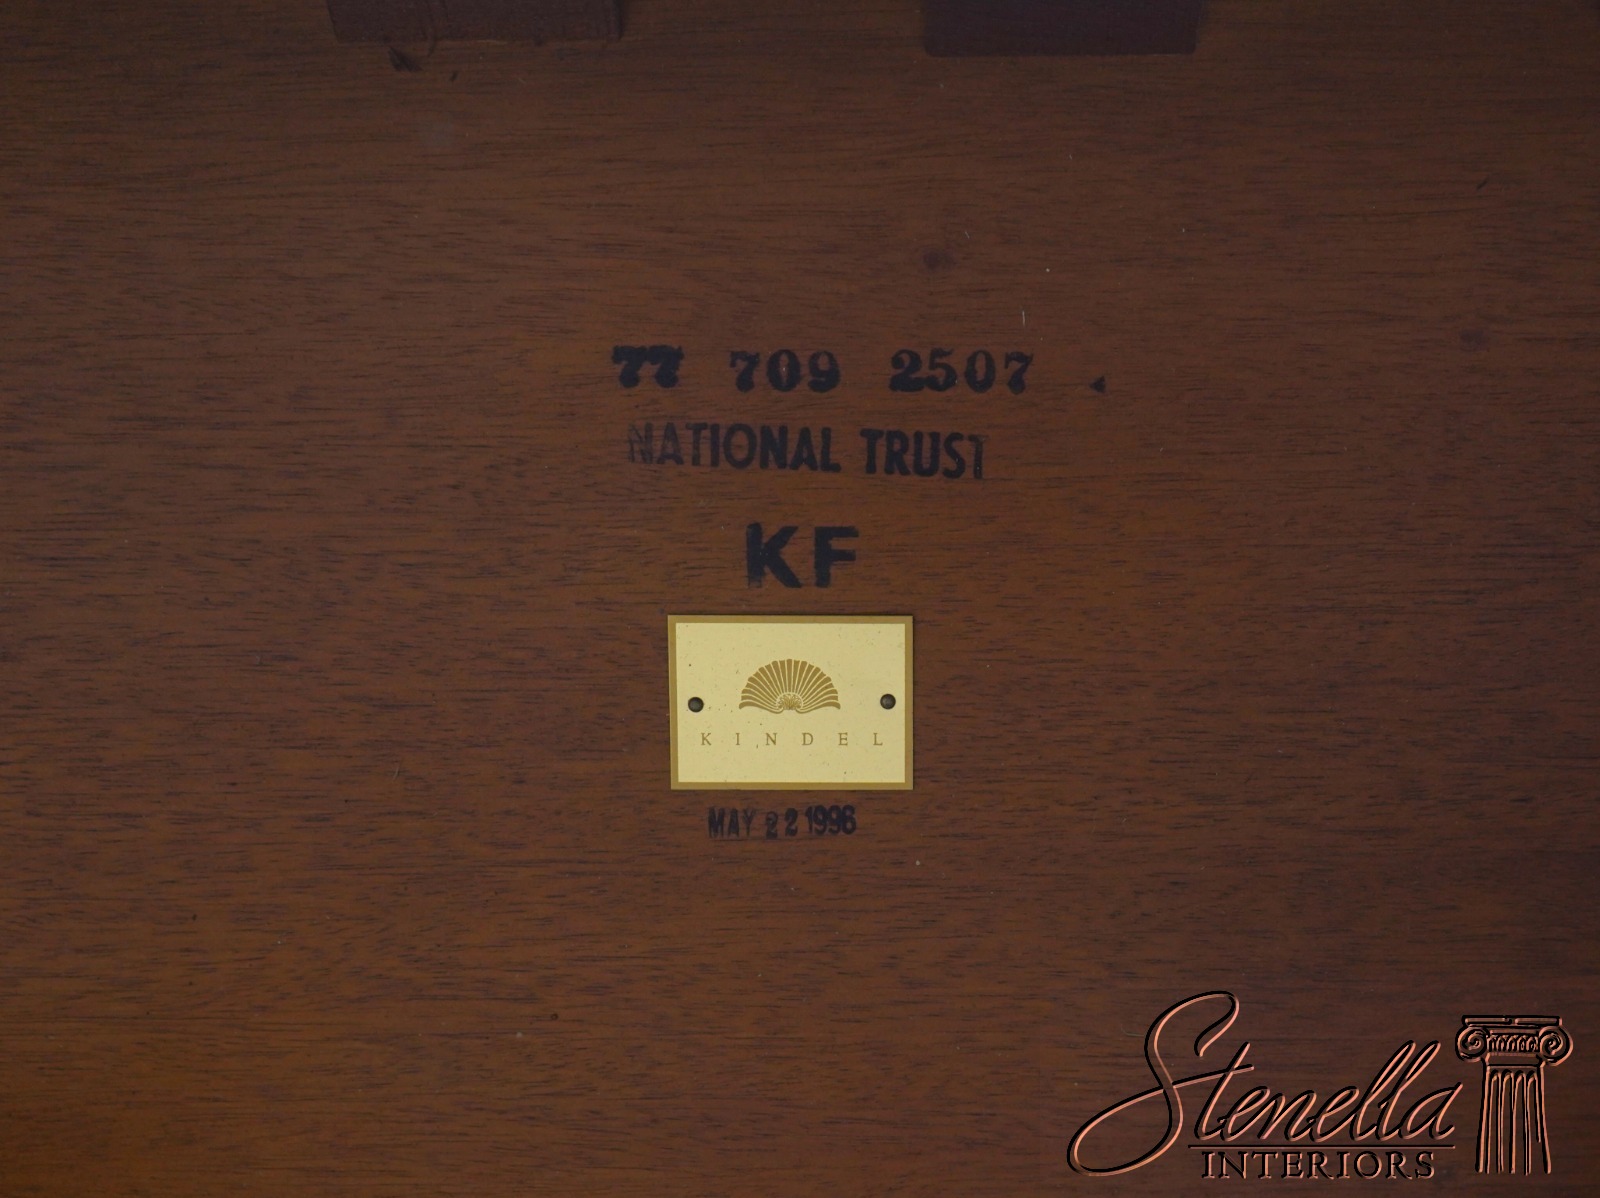 77 709 2507
NATIONAL TRUST
KF
KINDEL
MAY 22 1996
Stenella
INTERIORS